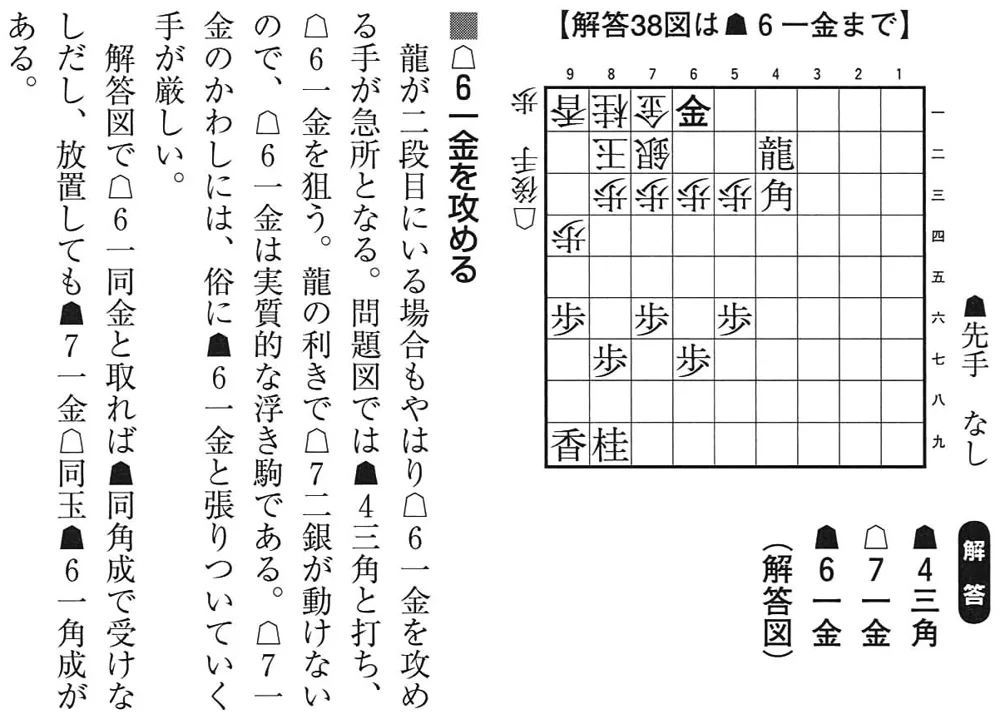 【解答38図は☗６一金まで】
9 8 7 6 5 4 3 2 1
香 桂 金 金 一
王 銀 龍 二
歩 歩 歩 歩 角 三
歩 四
五
歩 歩 歩 六
歩 歩 七
八
香 桂 九
☖後手 歩
☗先手 なし
解答
☗４三角
☖７一金
☗６一金
（解答図）
■☖６一金を攻める
龍が二段目にいる場合もやはり☖６一金を攻め
る手が急所となる。問題図では☗４三角と打ち、
☖６一金を狙う。龍の利きで☖７二銀が動けない
ので、☖６一金は実質的な浮き駒である。☖７一
金のかわしには、俗に☗６一金と張りついていく
手が厳しい。
解答図で☖６一同金と取れば☗同角成で受けな
しだし、放置しても☗７一金☖同玉☗６一角成が
ある。